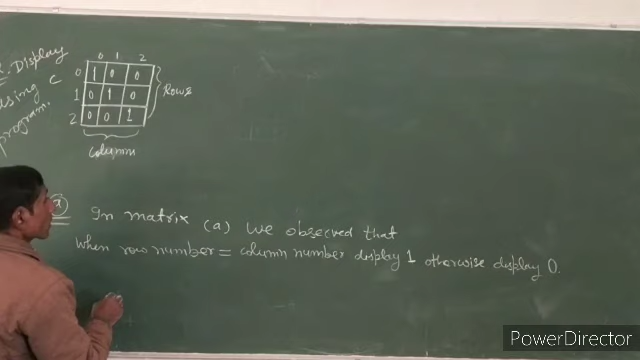 Display
using C
program.
0 1 2
0 1 0 0
1 0 1 0
2 0 0 1
Rows
column
(a) In matrix (a) we observed that
when row number = column number display 1 otherwise display 0.
PowerDirector